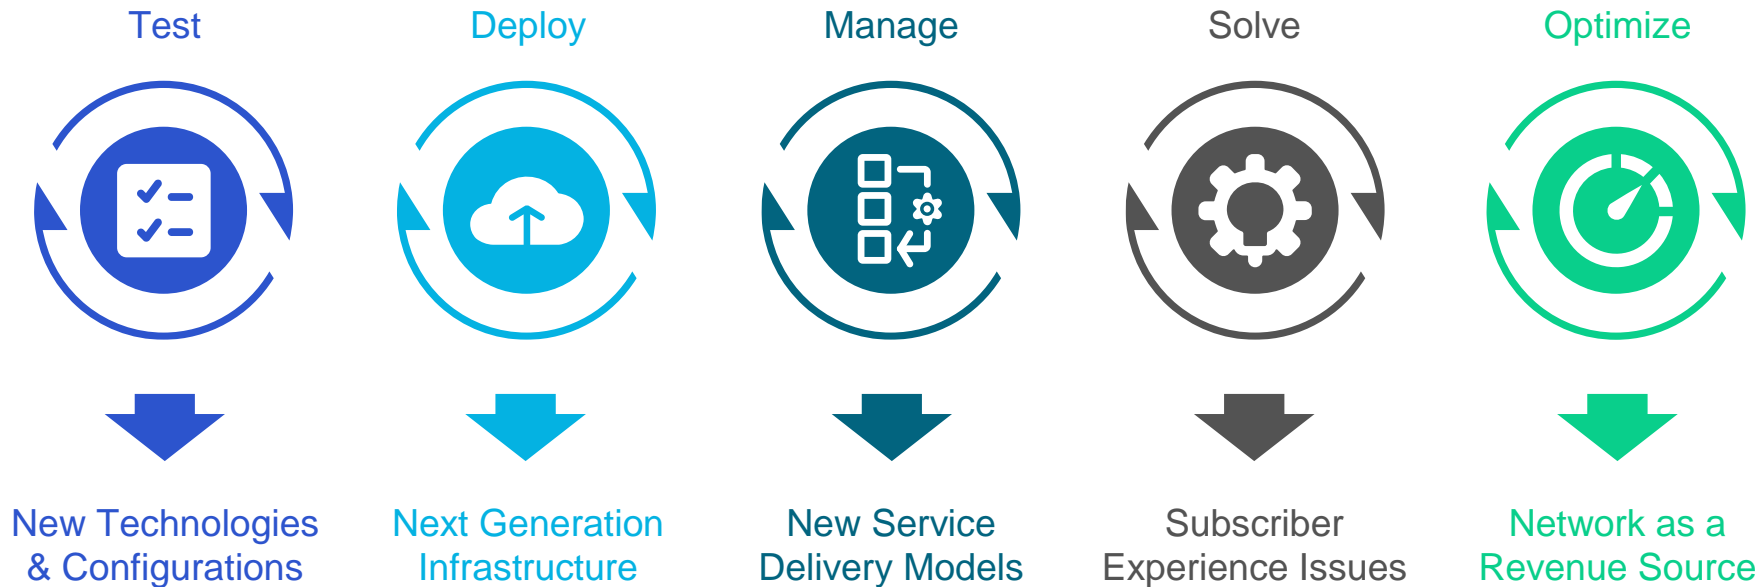 Test
Deploy
Manage
Solve
Optimize
New Technologies
& Configurations
Next Generation
Infrastructure
New Service
Delivery Models
Subscriber
Experience Issues
Network as a
Revenue Source